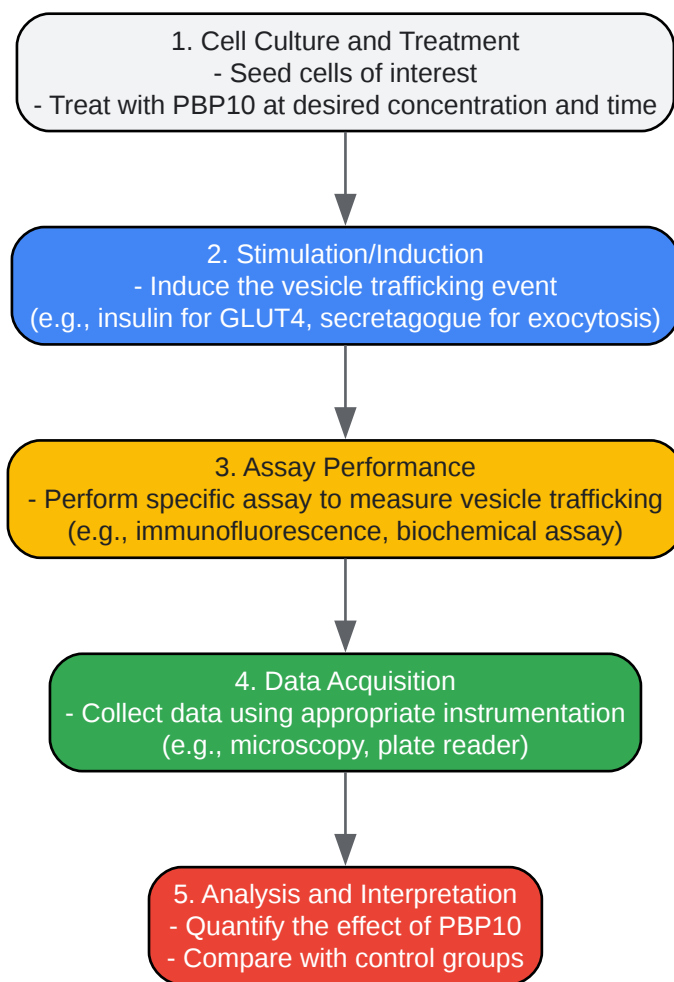 1. Cell Culture and Treatment
- Seed cells of interest
- Treat with PBP10 at desired concentration and time
2. Stimulation/Induction
- Induce the vesicle trafficking event
(e.g., insulin for GLUT4, secretagogue for exocytosis)
3. Assay Performance
- Perform specific assay to measure vesicle trafficking
(e.g., immunofluorescence, biochemical assay)
4. Data Acquisition
- Collect data using appropriate instrumentation
(e.g., microscopy, plate reader)
5. Analysis and Interpretation
- Quantify the effect of PBP10
- Compare with control groups